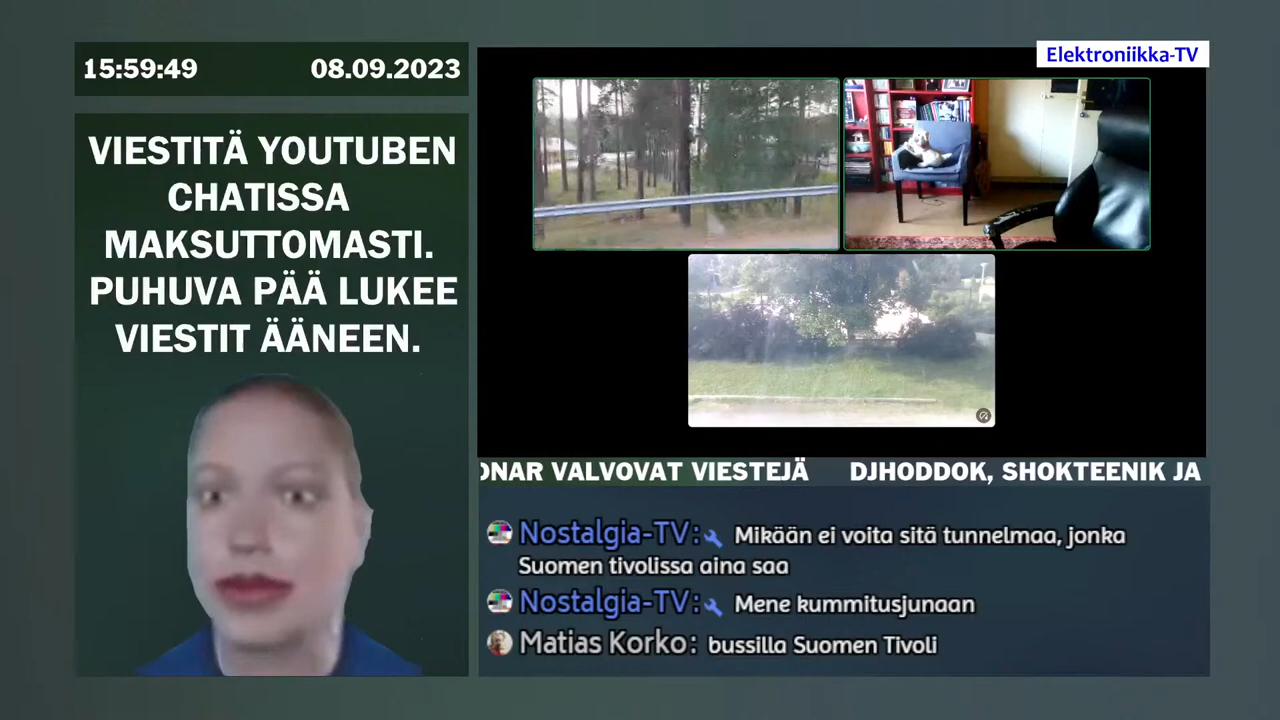 15:59:49
08.09.2023
Elektroniikka-TV
VIESTITÄ YOUTUBEN
CHATISSA
MAKSUTTOMASTI.
PUHUVA PÄÄ LUKEE
VIESTIT ÄÄNEEN.
ONAR VALVOVAT VIESTEJÄ DJHODDOK, SHOKTEENIK JA
Nostalgia-TV: Mikään ei voita sitä tunnelmaa, jonka
Suomen tivolissa aina saa
Nostalgia-TV: Mene kummitusjunaan
Matias Korko: bussilla Suomen Tivoli